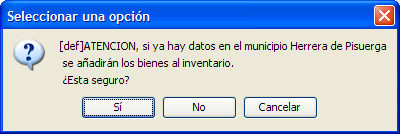 Seleccionar una opción
[def]ATENCION, si ya hay datos en el municipio Herrera de Pisuerga
se añadirán los bienes al inventario.
¿Esta seguro?
Sí
No
Cancelar